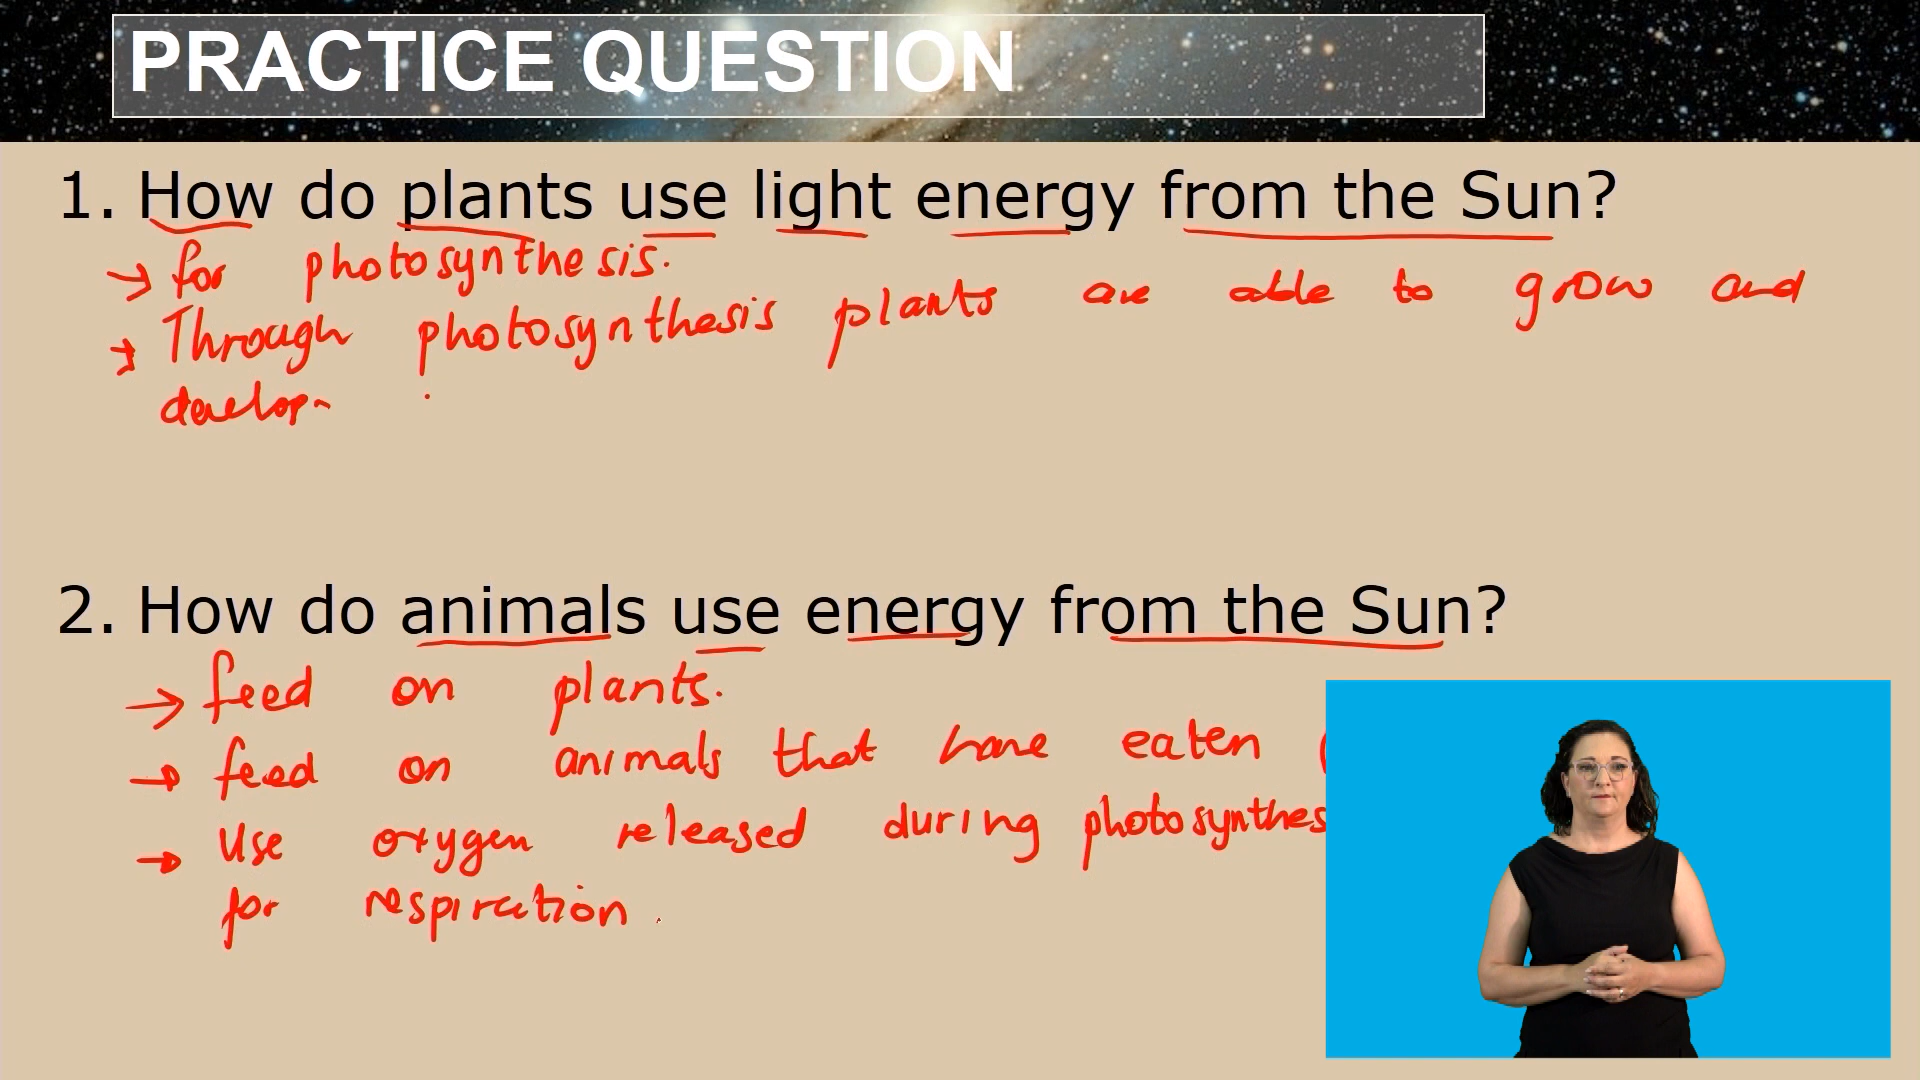 PRACTICE QUESTION
1. How do plants use light energy from the Sun?
→ for photosynthesis.
→ Through photosynthesis plants are able to grow and
develop
2. How do animals use energy from the Sun?
→ feed on plants.
→ feed on animals that have eaten
→ Use oxygen released during photosynthes
for respiration.